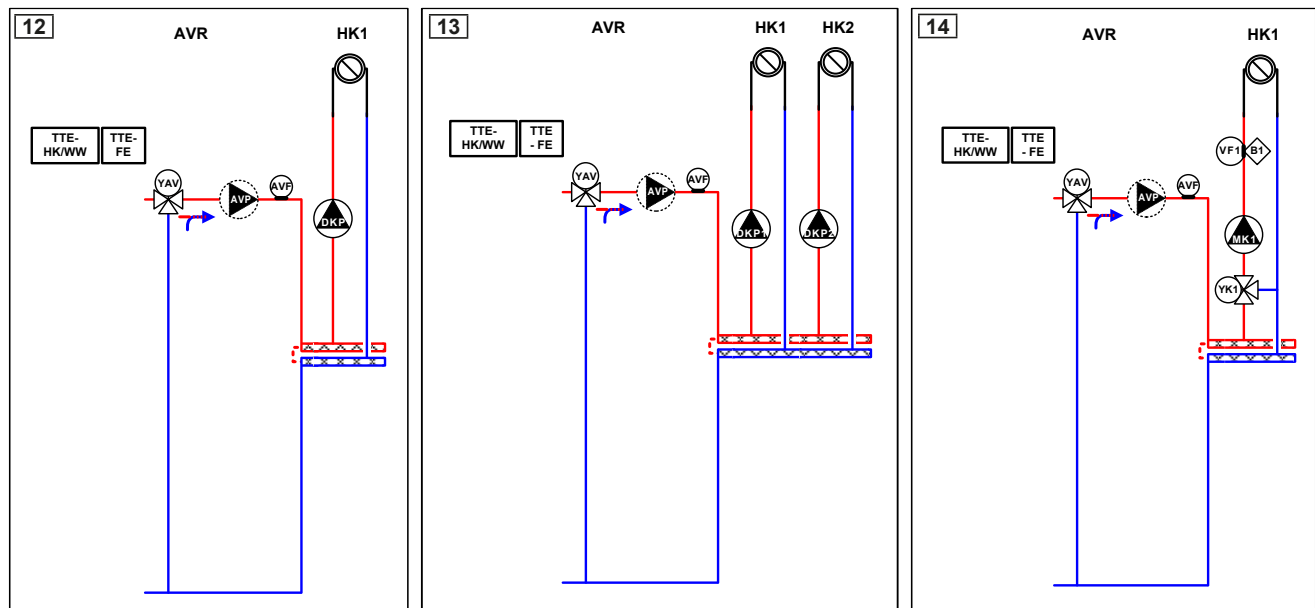 12
AVR
HK1
TTE-
HK/WW
TTE-
FE
YAV
AVP
AVF
DKP
13
AVR
HK1
HK2
TTE-
HK/WW
TTE
- FE
YAV
AVP
AVF
DKP1
DKP2
14
AVR
HK1
TTE-
HK/WW
TTE
- FE
VF1
B1
YAV
AVP
AVF
MK1
YK1